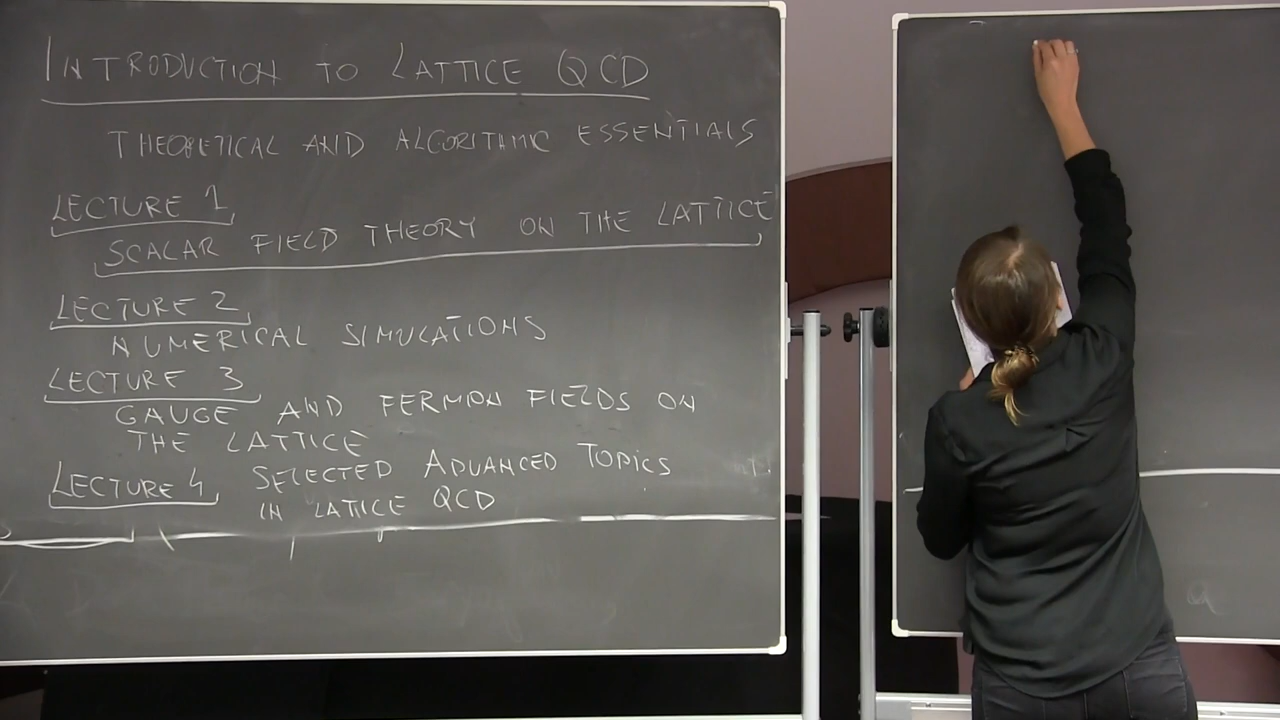 INTRODUCTION TO LATTICE QCD
THEORETICAL AND ALGORITMIC ESSENTIALS
LECTURE 1
SCALAR FIELD THEORY ON THE LATTICE
LECTURE 2
NUMERICAL SIMULATIONS
LECTURE 3
GAUGE AND FERMION FIELDS ON
THE LATTICE
LECTURE 4 SELECTED ADVANCED TOPICS
IN LATTICE QCD